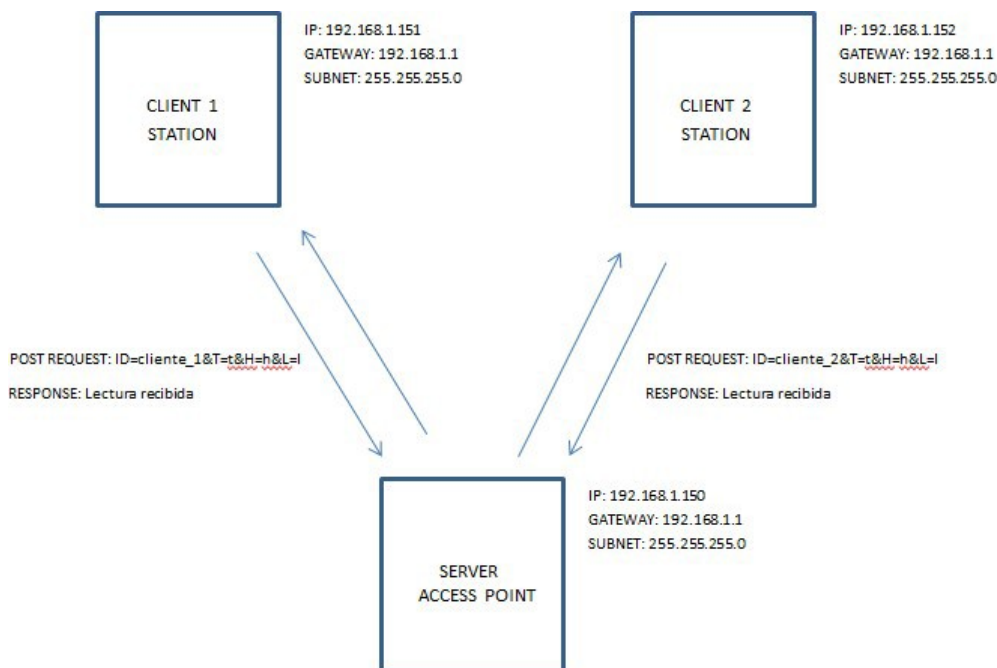 IP: 192.168.1.151
GATEWAY: 192.168.1.1
SUBNET: 255.255.255.0
CLIENT 1
STATION
IP: 192.168.1.152
GATEWAY: 192.168.1.1
SUBNET: 255.255.255.0
CLIENT 2
STATION
POST REQUEST: ID=cliente_1&T=t&H=h&L=l
RESPONSE: Lectura recibida
POST REQUEST: ID=cliente_2&T=t&H=h&L=l
RESPONSE: Lectura recibida
IP: 192.168.1.150
GATEWAY: 192.168.1.1
SUBNET: 255.255.255.0
SERVER
ACCESS POINT